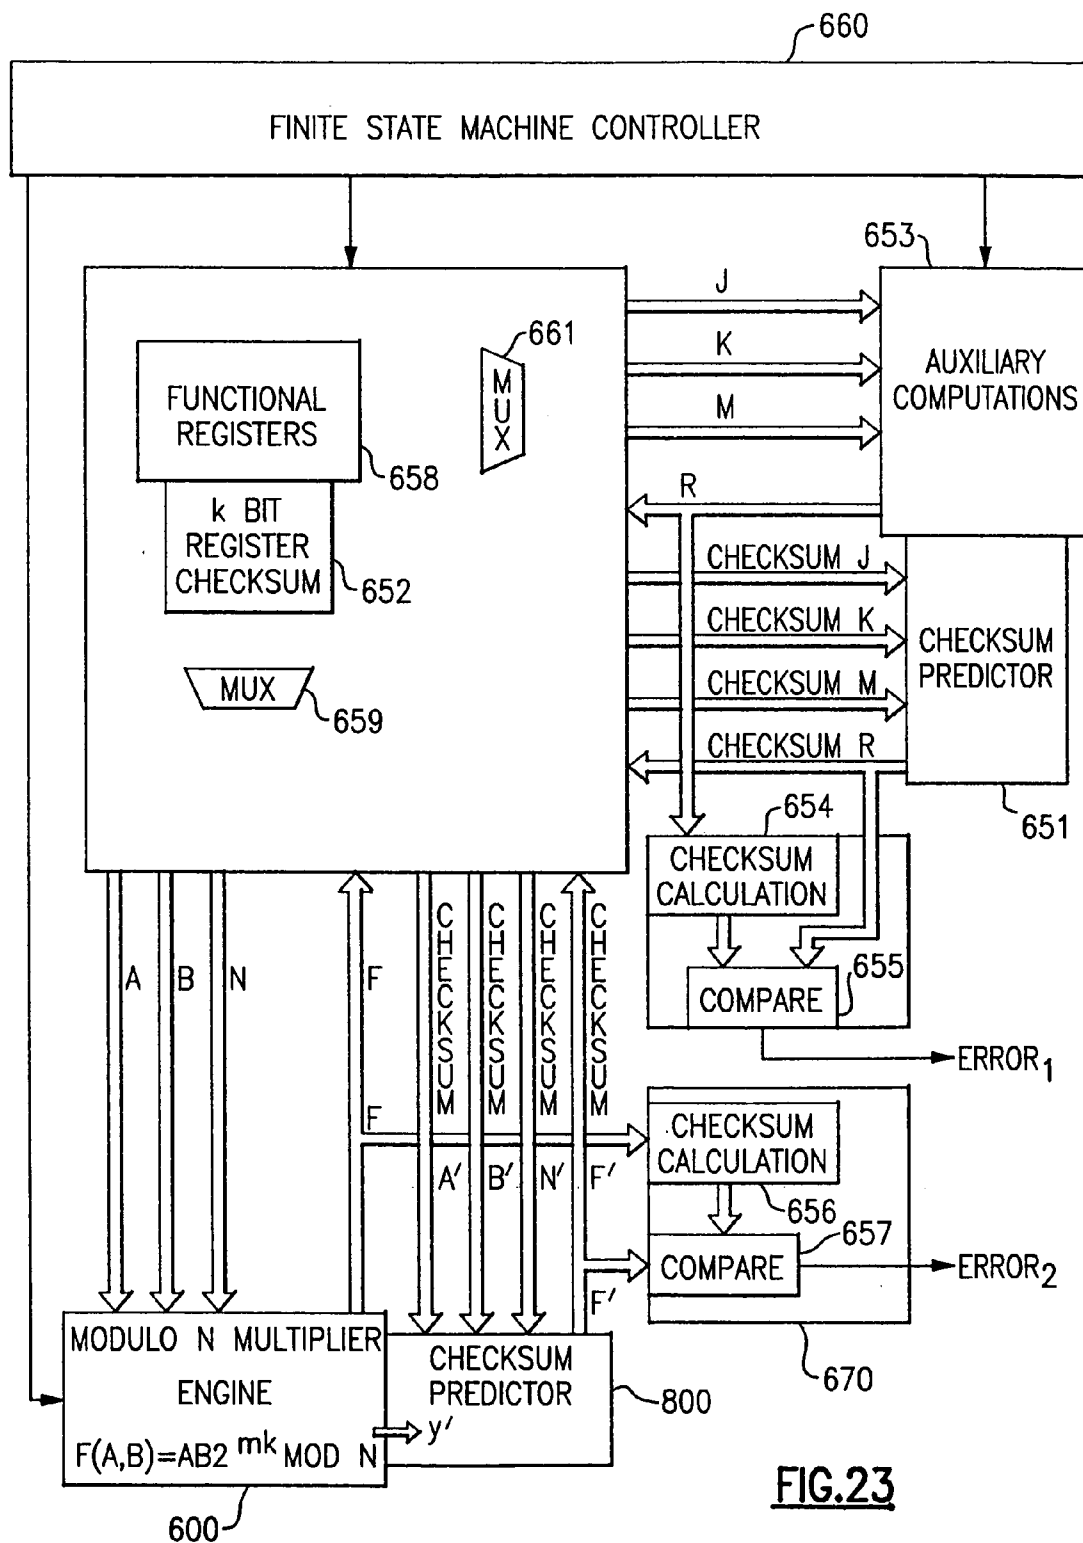 660
FINITE STATE MACHINE CONTROLLER
653
J
661
K
MUX
AUXILIARY
COMPUTATIONS
FUNCTIONAL
REGISTERS
M
658
R
k BIT
REGISTER
CHECKSUM
652
CHECKSUM J
CHECKSUM K
CHECKSUM
PREDICTOR
CHECKSUM M
MUX
659
CHECKSUM R
654
651
CHECKSUM
CALCULATION
A
B
N
F
CHECKSUM
CHECKSUM
CHECKSUM
CHECKSUM
655
COMPARE
ERROR1
F
CHECKSUM
CALCULATION
A′
B′
N′
F′
656
657
COMPARE
ERROR2
F′
MODULO N MULTIPLIER
ENGINE
F(A,B)=AB2 mk MOD N
CHECKSUM
PREDICTOR
y′
800
670
600
FIG.23